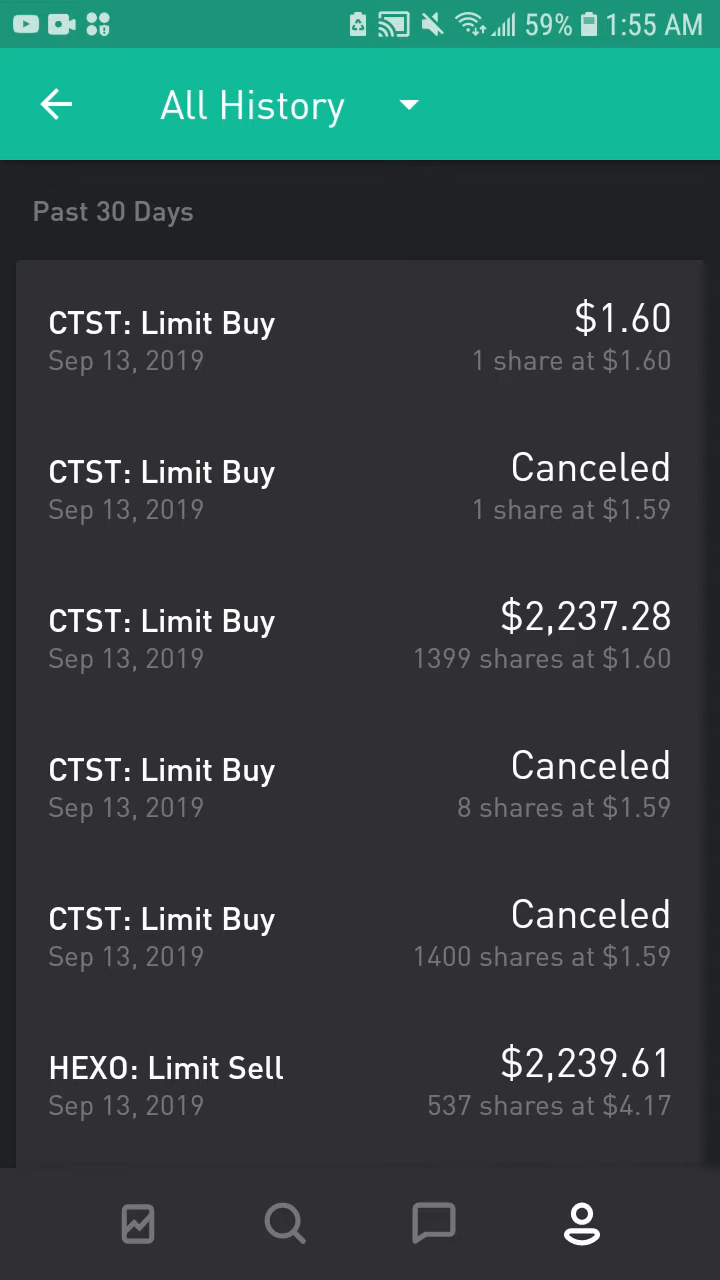 59% 1:55 AM
All History
Past 30 Days
CTST: Limit Buy $1.60
Sep 13, 2019 1 share at $1.60
CTST: Limit Buy Canceled
Sep 13, 2019 1 share at $1.59
CTST: Limit Buy $2,237.28
Sep 13, 2019 1399 shares at $1.60
CTST: Limit Buy Canceled
Sep 13, 2019 8 shares at $1.59
CTST: Limit Buy Canceled
Sep 13, 2019 1400 shares at $1.59
HEXO: Limit Sell $2,239.61
Sep 13, 2019 537 shares at $4.17